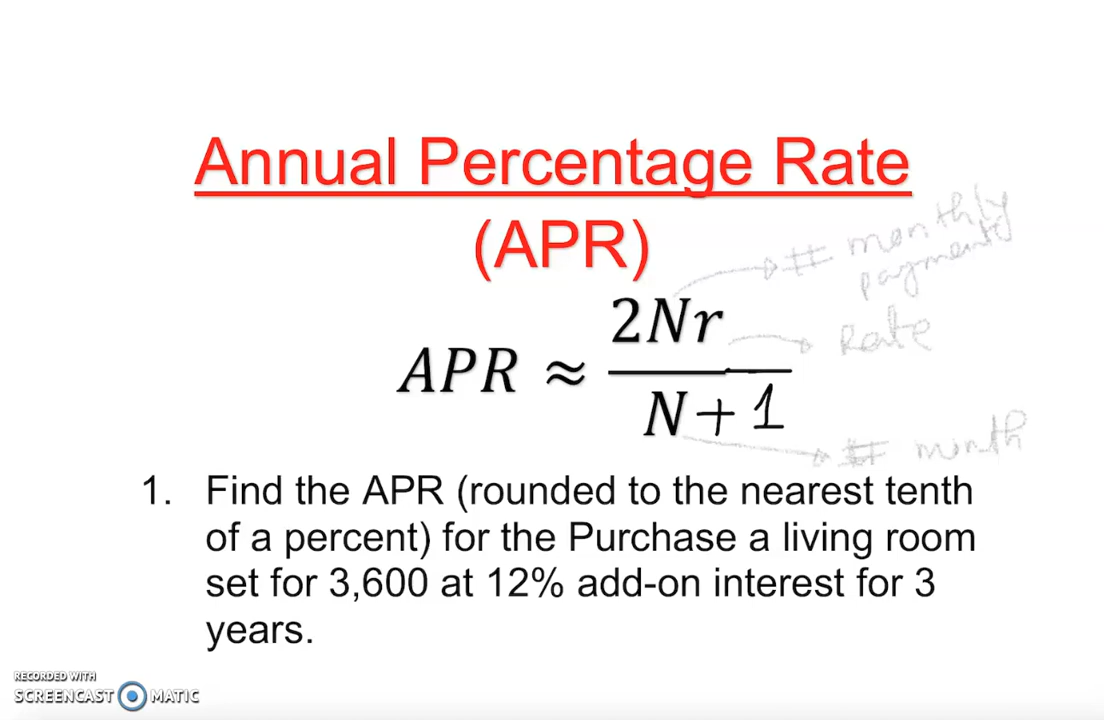 Annual Percentage Rate
(APR)
# monthly
payments
APR ≈ 2Nr
Rate
N + 1
# month
1. Find the APR (rounded to the nearest tenth
of a percent) for the Purchase a living room
set for 3,600 at 12% add-on interest for 3
years.
RECORDED WITH
SCREENCAST MATIC